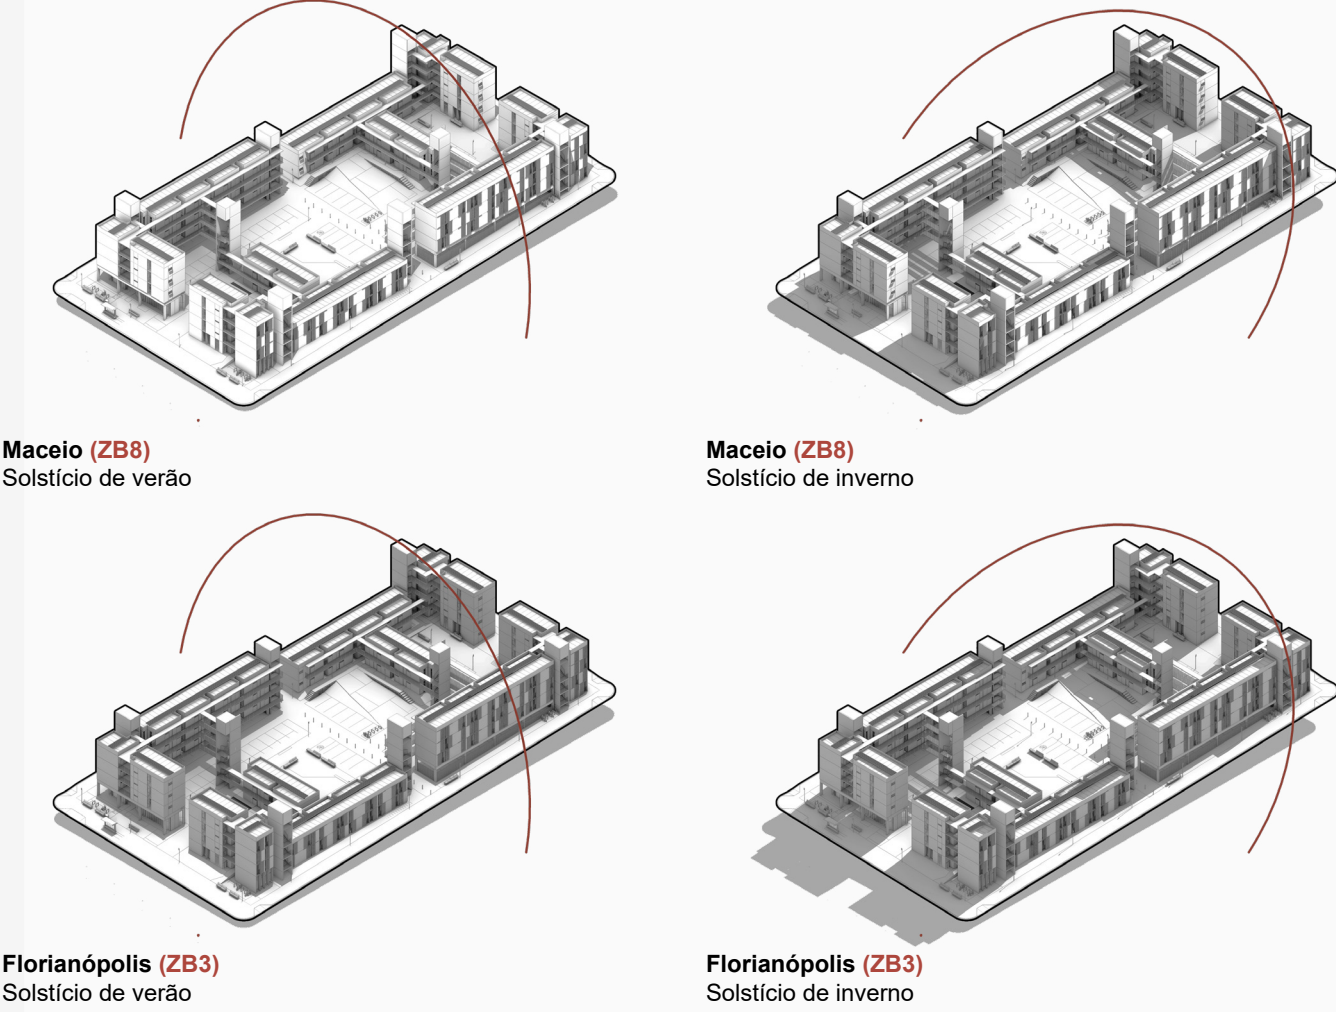 Maceio (ZB8)
Solstício de verão
Maceio (ZB8)
Solstício de inverno
Florianópolis (ZB3)
Solstício de verão
Florianópolis (ZB3)
Solstício de inverno